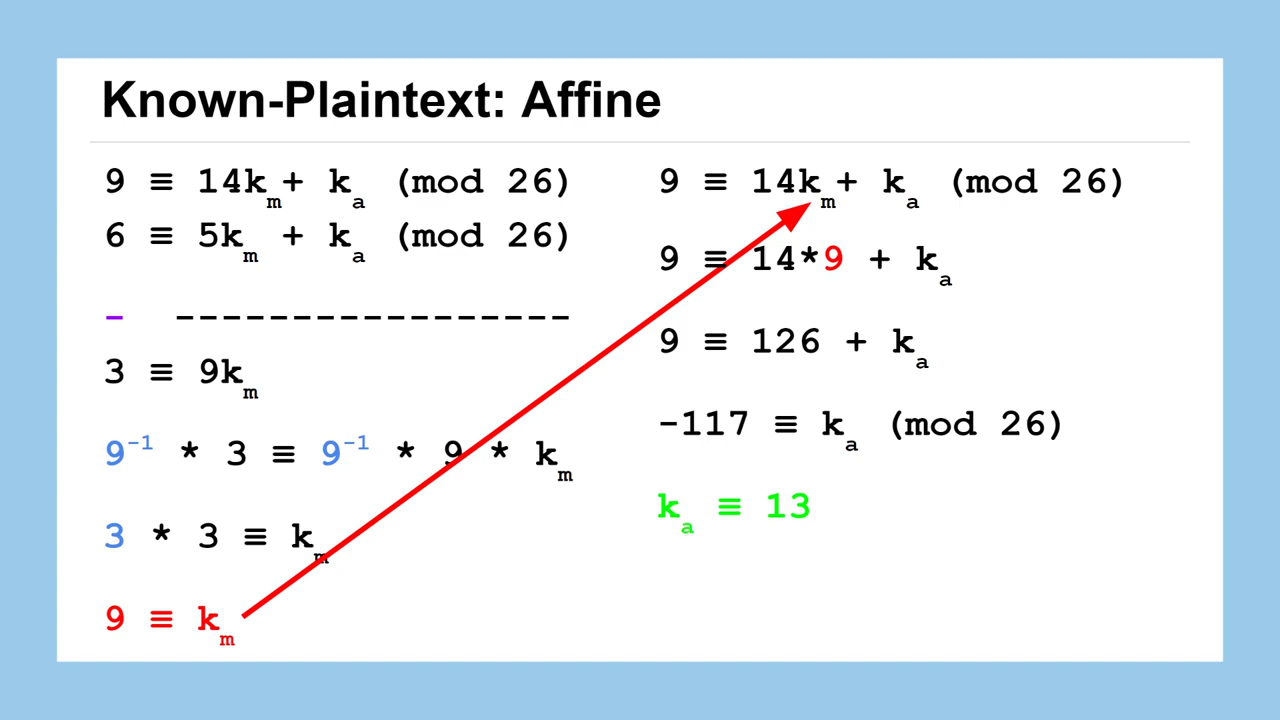 Known-Plaintext: Affine
9 ≡ 14kₘ+ kₐ (mod 26)
6 ≡ 5kₘ + kₐ (mod 26)
- -----------------
3 ≡ 9kₘ
9⁻¹ * 3 ≡ 9⁻¹ * 9 * kₘ
3 * 3 ≡ kₘ
9 ≡ kₘ
9 ≡ 14kₘ+ kₐ (mod 26)
9 ≡ 14*9 + kₐ
9 ≡ 126 + kₐ
-117 ≡ kₐ (mod 26)
kₐ ≡ 13